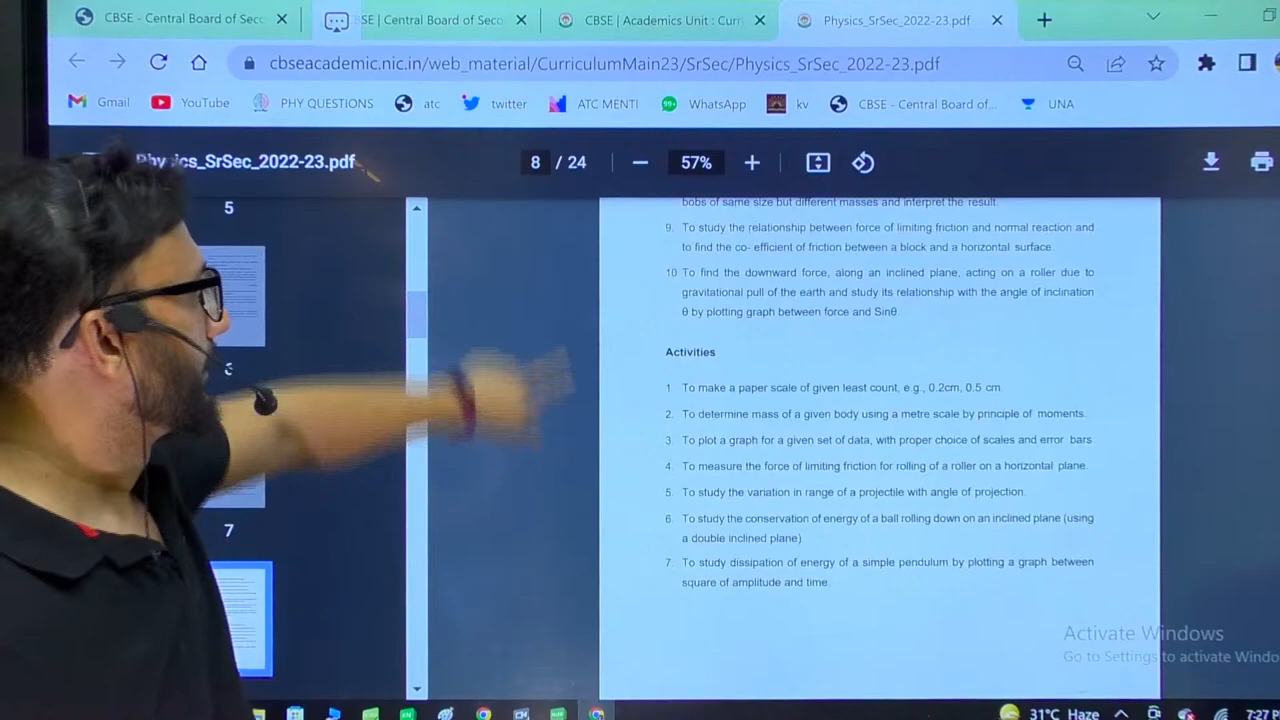 CBSE - Central Board of Seco
SE | Central Board of Seco
CBSE | Academics Unit : Curri
Physics_SrSec_2022-23.pdf
cbseacademic.nic.in/web_material/CurriculumMain23/SrSec/Physics_SrSec_2022-23.pdf
Gmail
YouTube
PHY QUESTIONS
atc
twitter
ATC MENTI
99+
WhatsApp
kv
CBSE - Central Board of...
UNA
Physics_SrSec_2022-23.pdf
8 / 24
57%
5
7
bobs of same size but different masses and interpret the result.
9. To study the relationship between force of limiting friction and normal reaction and
to find the co- efficient of friction between a block and a horizontal surface.
10 To find the downward force, along an inclined plane, acting on a roller due to
gravitational pull of the earth and study its relationship with the angle of inclination
θ by plotting graph between force and Sinθ.
Activities
1. To make a paper scale of given least count, e.g., 0.2cm, 0.5 cm.
2. To determine mass of a given body using a metre scale by principle of moments.
3. To plot a graph for a given set of data, with proper choice of scales and error bars
4. To measure the force of limiting friction for rolling of a roller on a horizontal plane.
5. To study the variation in range of a projectile with angle of projection.
6. To study the conservation of energy of a ball rolling down on an inclined plane (using
a double inclined plane)
7. To study dissipation of energy of a simple pendulum by plotting a graph between
square of amplitude and time.
Activate Windows
Go to Settings to activate Windo
31°C Haze
7:27 P